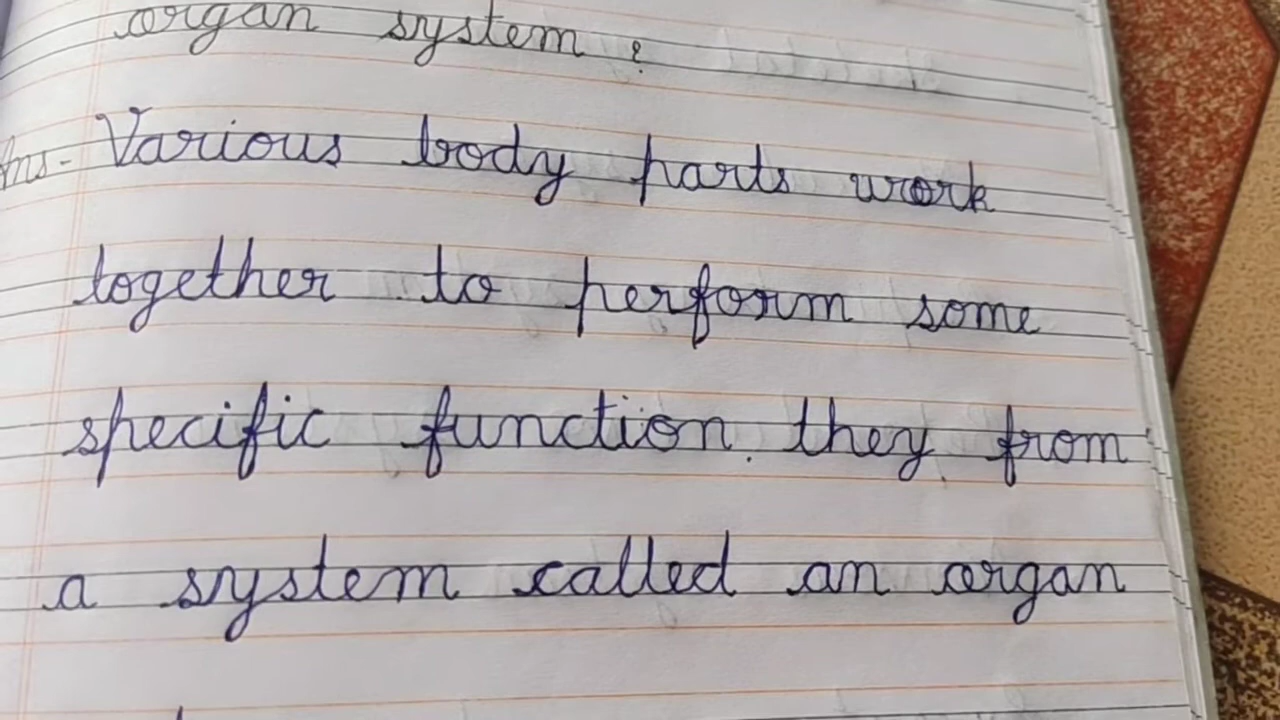 organ system ?
Ans- Various body parts work
together to perform some
specific function. they from
a system called an organ